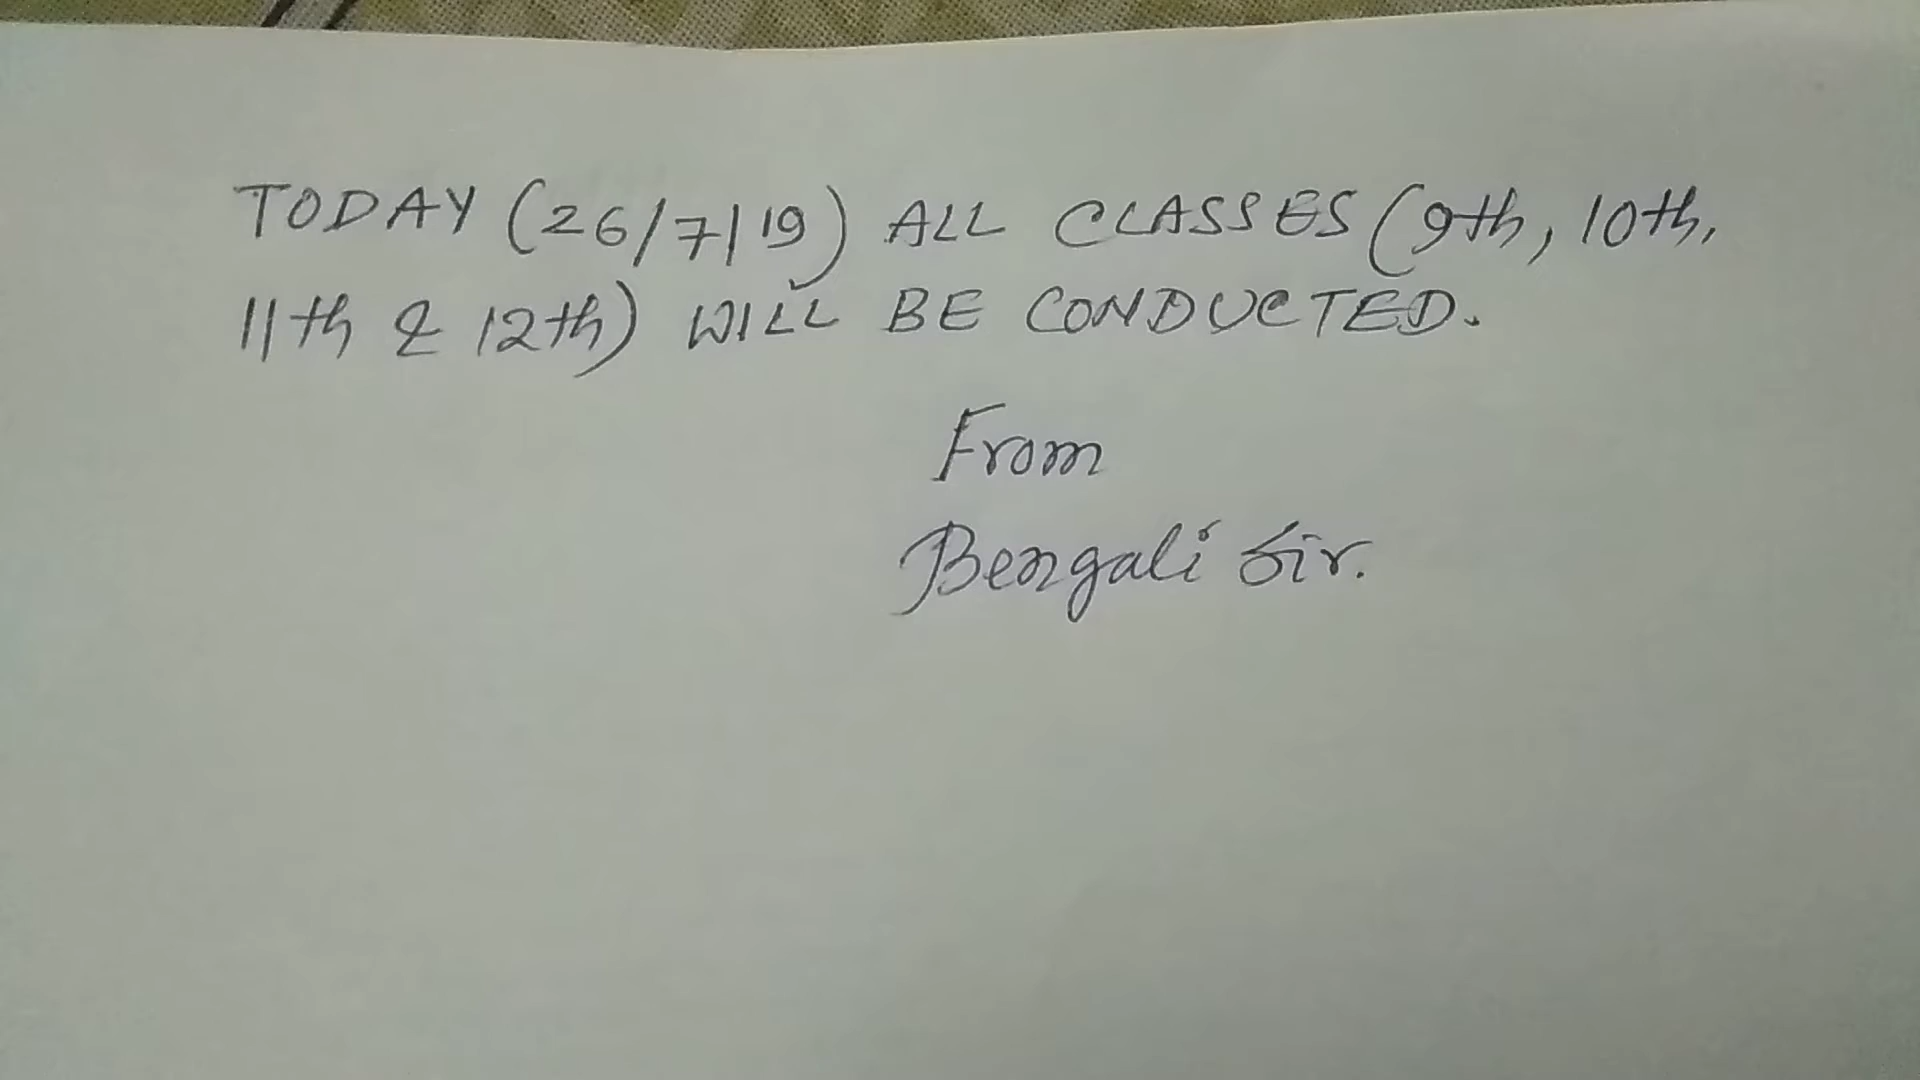 TODAY (26/7/19) ALL CLASSES (9th, 10th,
11th & 12th) WILL BE CONDUCTED.
From
Bengali Sir.